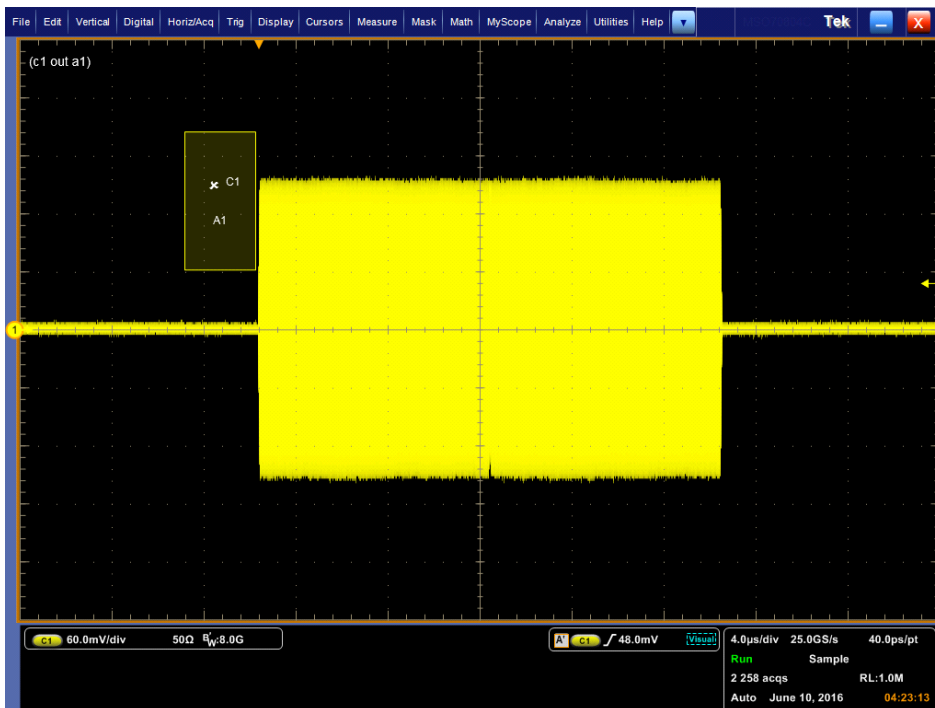 File Edit Vertical Digital Horiz/Acq Trig Display Cursors Measure Mask Math MyScope Analyze Utilities Help Tek X
(c1 out a1)
C1
A1
1
C1 60.0mV/div 50Ω BW:8.0G
A' C1 48.0mV Visual
4.0µs/div 25.0GS/s 40.0ps/pt
Run Sample
2 258 acqs RL:1.0M
Auto June 10, 2016 04:23:13